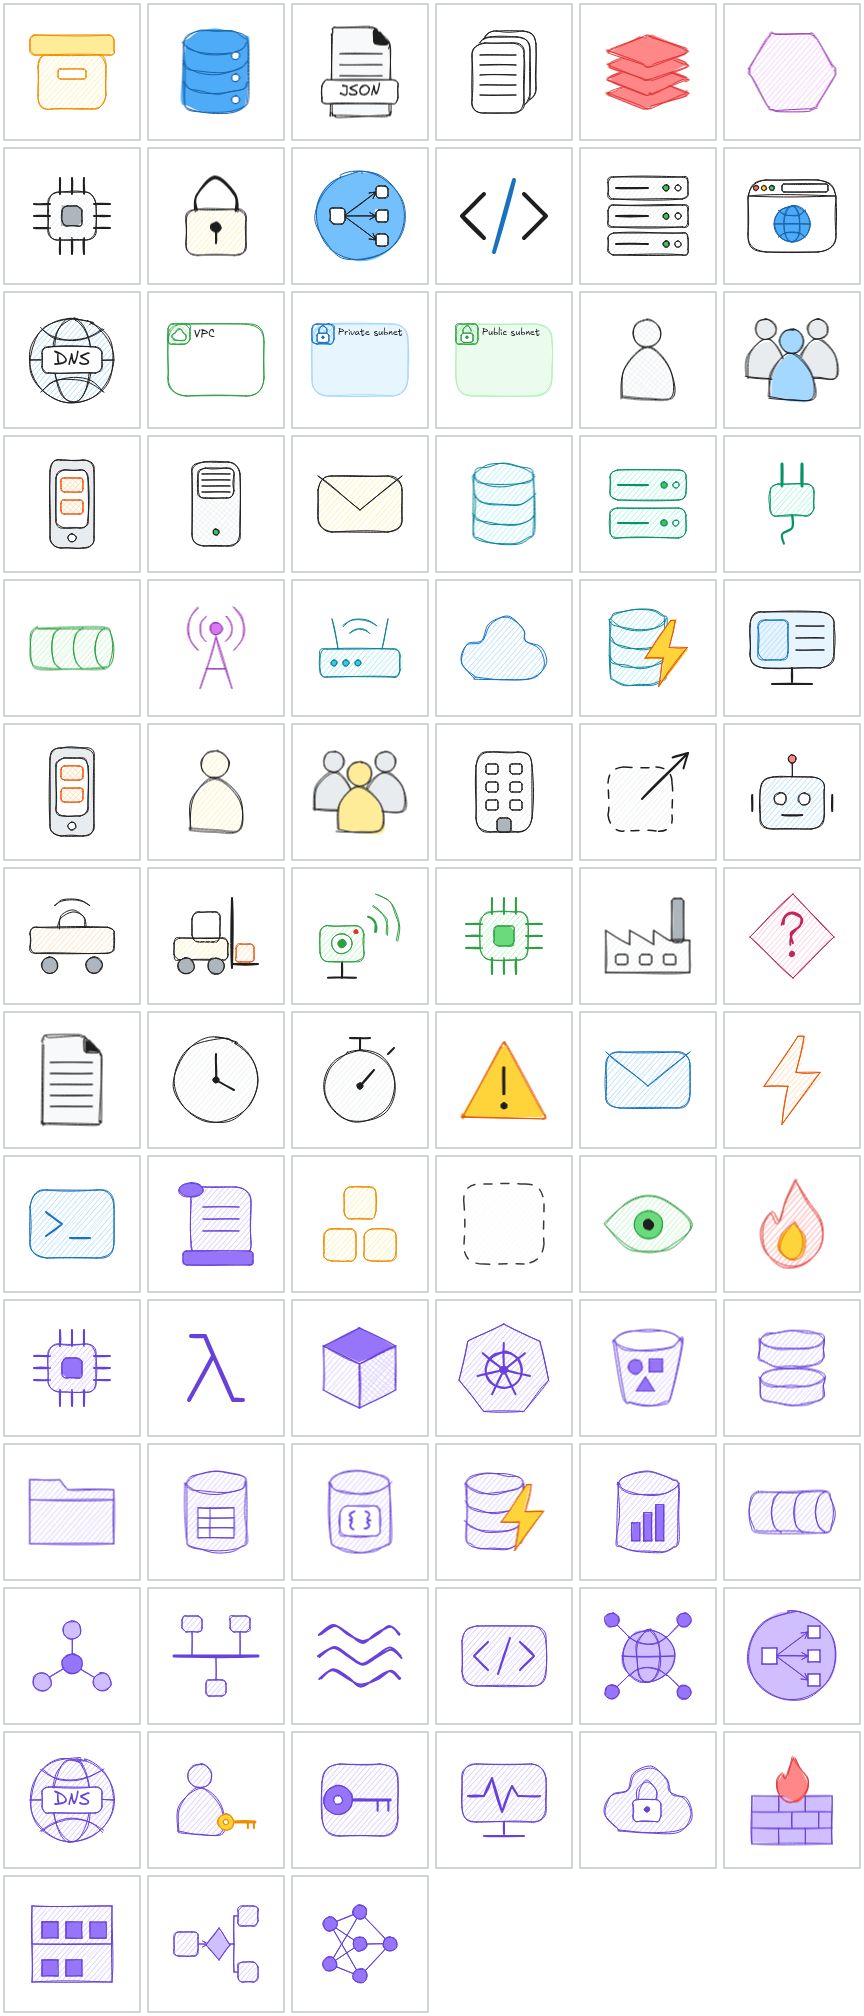 JSON
</>
DNS
VPC
Private subnet
Public subnet
?
!
>_
λ
{}
</>
DNS